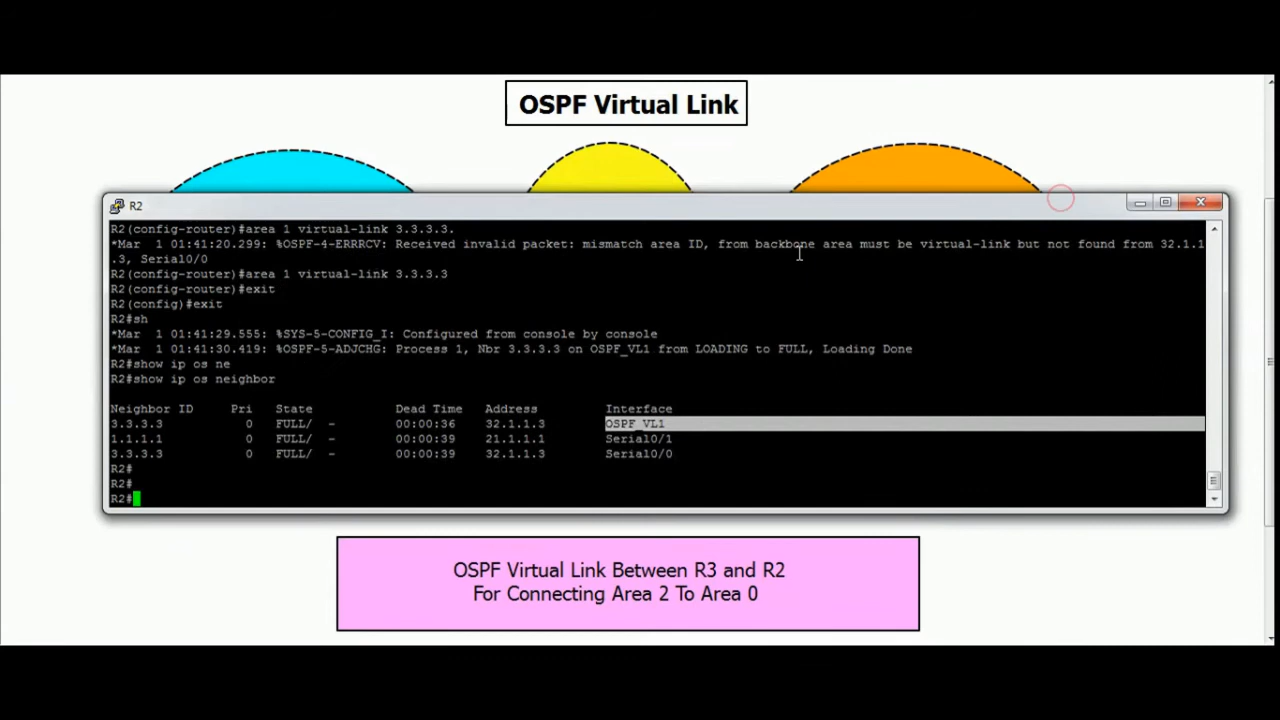 OSPF Virtual Link
R2
R2(config-router)#area 1 virtual-link 3.3.3.3.
*Mar  1 01:41:20.299: %OSPF-4-ERRRCV: Received invalid packet: mismatch area ID, from backbone area must be virtual-link but not found from 32.1.1
.3, Serial0/0
R2(config-router)#area 1 virtual-link 3.3.3.3
R2(config-router)#exit
R2(config)#exit
R2#sh
*Mar  1 01:41:29.555: %SYS-5-CONFIG_I: Configured from console by console
*Mar  1 01:41:30.419: %OSPF-5-ADJCHG: Process 1, Nbr 3.3.3.3 on OSPF_VL1 from LOADING to FULL, Loading Done
R2#show ip os ne
R2#show ip os neighbor
Neighbor ID     Pri   State           Dead Time   Address         Interface
3.3.3.3           0   FULL/  -        00:00:36    32.1.1.3        OSPF_VL1
1.1.1.1           0   FULL/  -        00:00:39    21.1.1.1        Serial0/1
3.3.3.3           0   FULL/  -        00:00:39    32.1.1.3        Serial0/0
R2#
R2#
R2#
OSPF Virtual Link Between R3 and R2
For Connecting Area 2 To Area 0